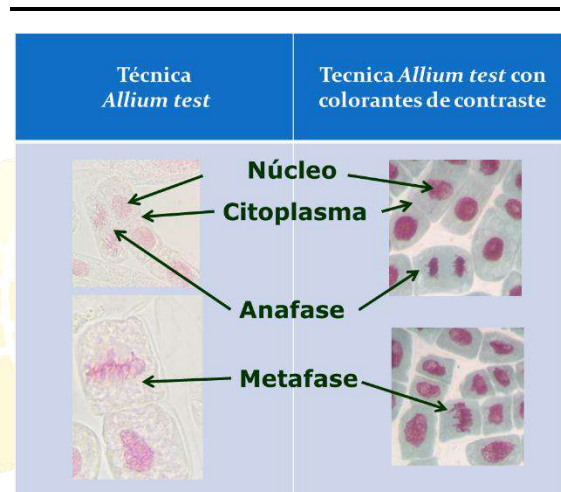 Técnica
Allium test
Tecnica Allium test con
colorantes de contraste
Núcleo
Citoplasma
Anafase
Metafase